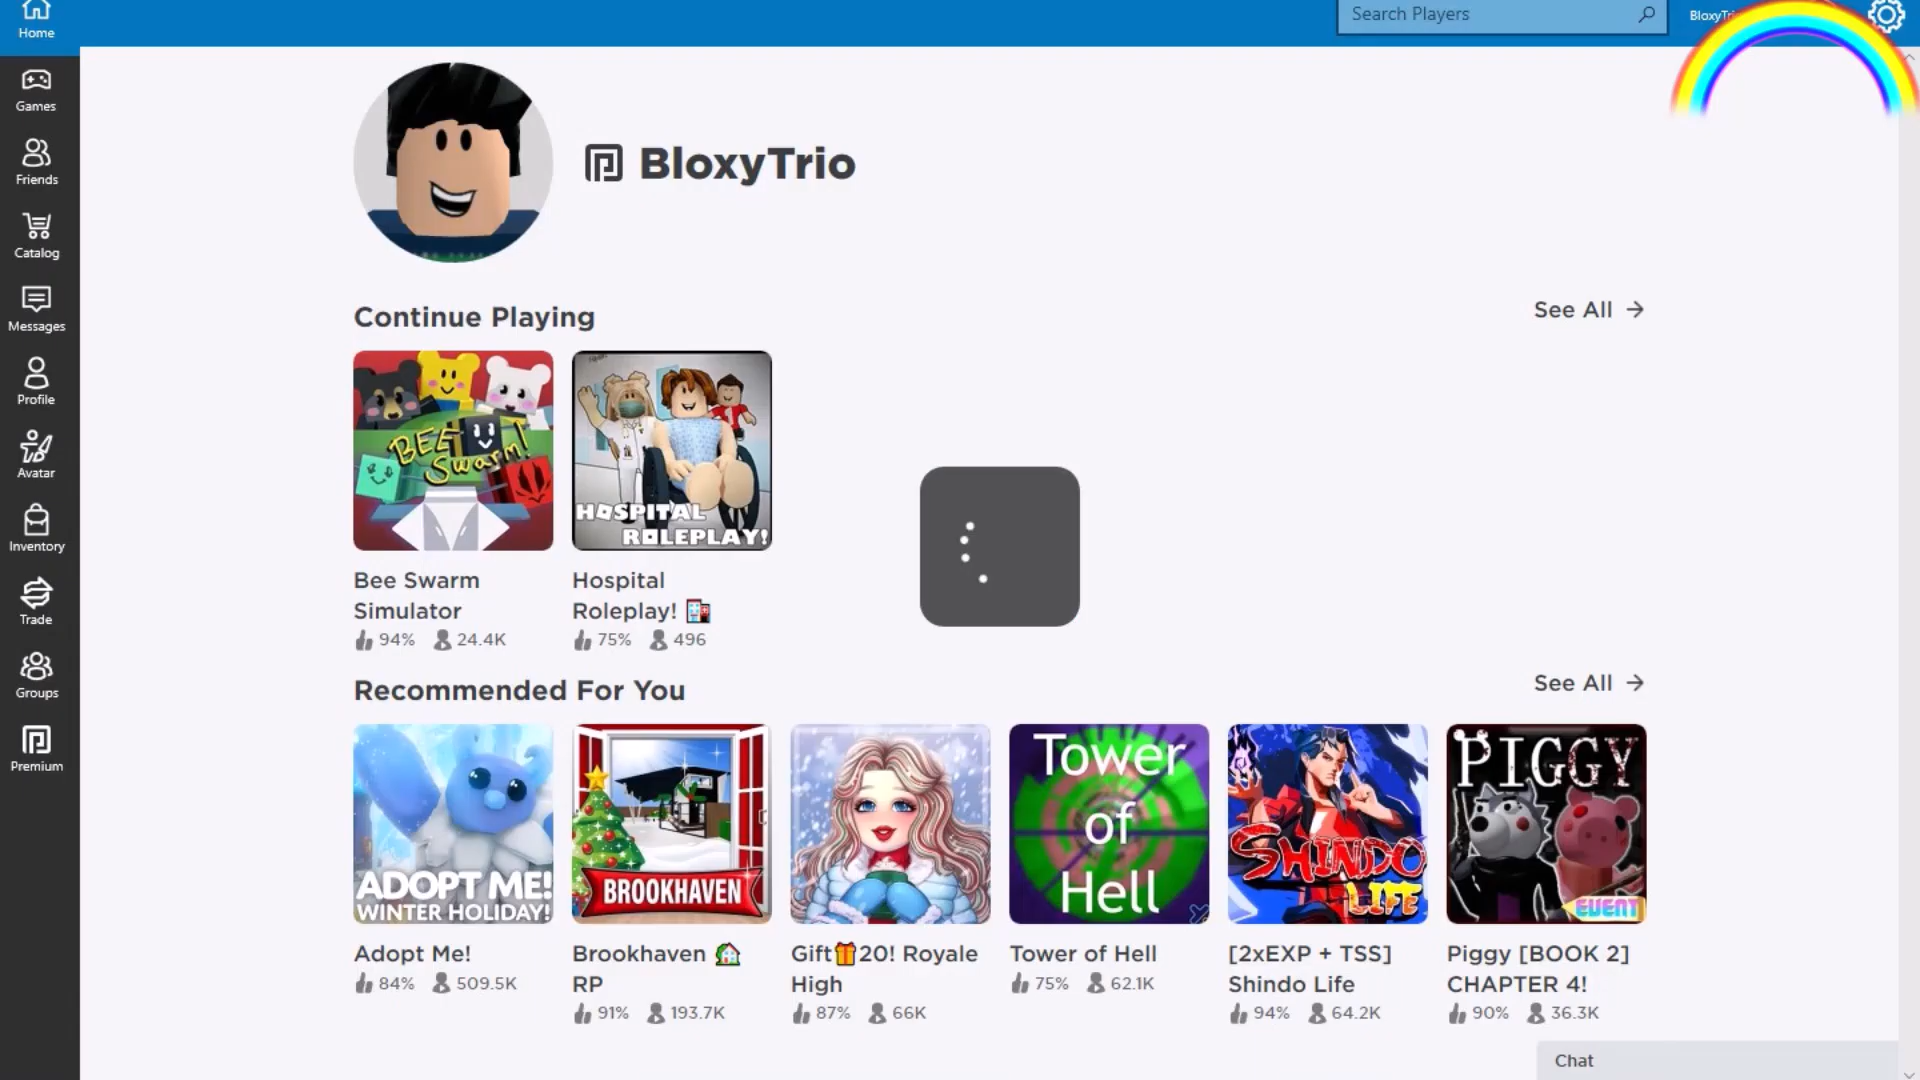 Home
Search Players
BloxyTri
Games
Friends
Catalog
Messages
Profile
Avatar
Inventory
Trade
Groups
Premium
BloxyTrio
Continue Playing
See All
BEE
Swarm!
HOSPITAL
ROLEPLAY!
Bee Swarm
Simulator
94% 24.4K
Hospital
Roleplay!
75% 496
Recommended For You
See All
ADOPT ME!
WINTER HOLIDAY!
BROOKHAVEN
Tower
of
Hell
SHINDO
LIFE
PIGGY
EVENT
Adopt Me!
84% 509.5K
Brookhaven 🏠
RP
91% 193.7K
Gift🎁20! Royale
High
87% 66K
Tower of Hell
75% 62.1K
[2xEXP + TSS]
Shindo Life
94% 64.2K
Piggy [BOOK 2]
CHAPTER 4!
90% 36.3K
Chat